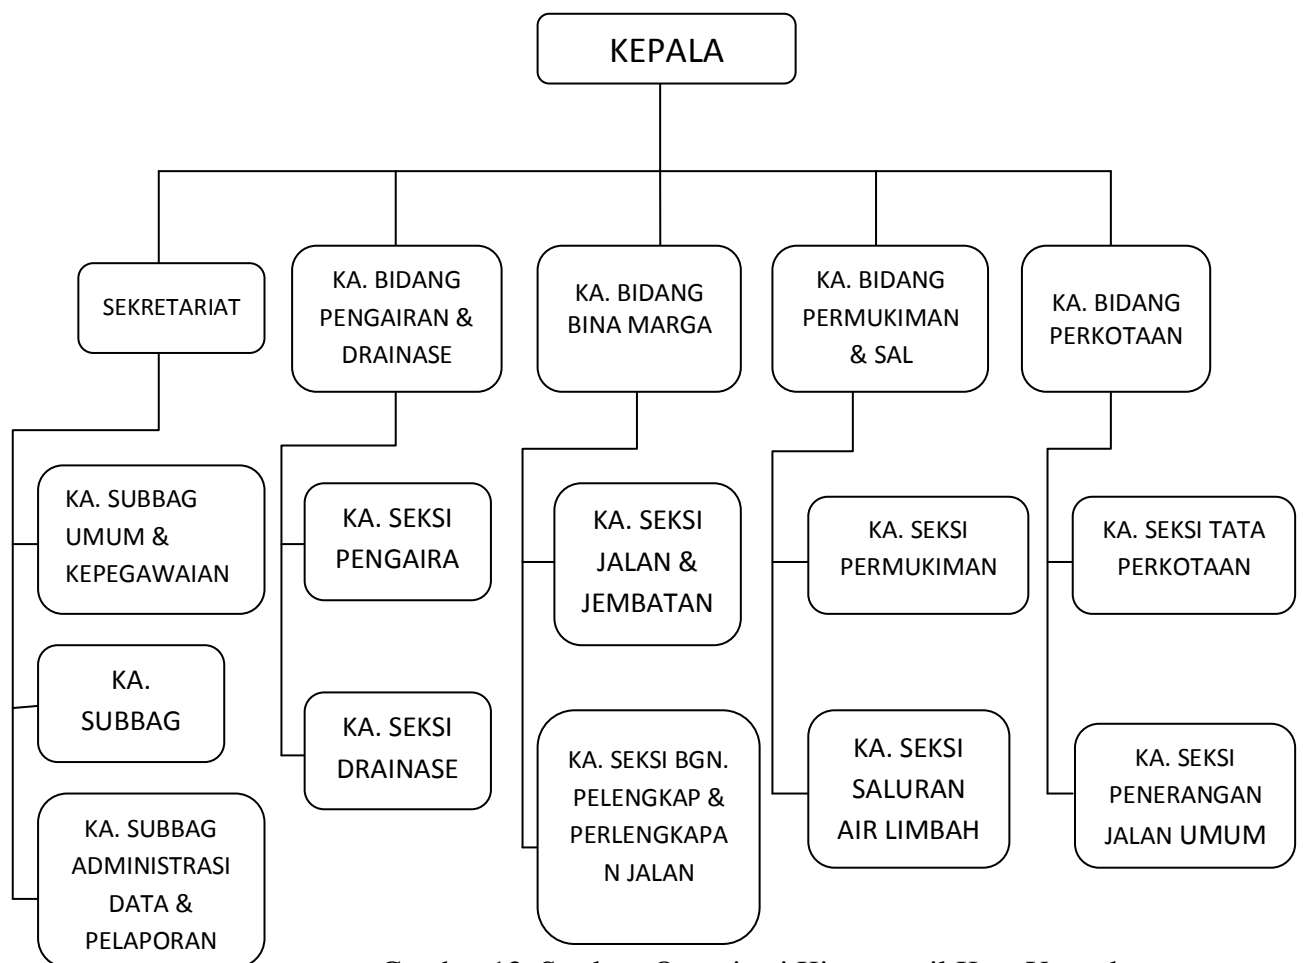 KEPALA
SEKRETARIAT
KA. BIDANG
PENGAIRAN &
DRAINASE
KA. BIDANG
BINA MARGA
KA. BIDANG
PERMUKIMAN
& SAL
KA. BIDANG
PERKOTAAN
KA. SUBBAG
UMUM &
KEPEGAWAIAN
KA. SEKSI
PENGAIRA
KA. SEKSI
JALAN &
JEMBATAN
KA. SEKSI
PERMUKIMAN
KA. SEKSI TATA
PERKOTAAN
KA.
SUBBAG
KA. SEKSI
DRAINASE
KA. SEKSI BGN.
PELENGKAP &
PERLENGKAPA
N JALAN
KA. SEKSI
SALURAN
AIR LIMBAH
KA. SEKSI
PENERANGAN
JALAN UMUM
KA. SUBBAG
ADMINISTRASI
DATA &
PELAPORAN